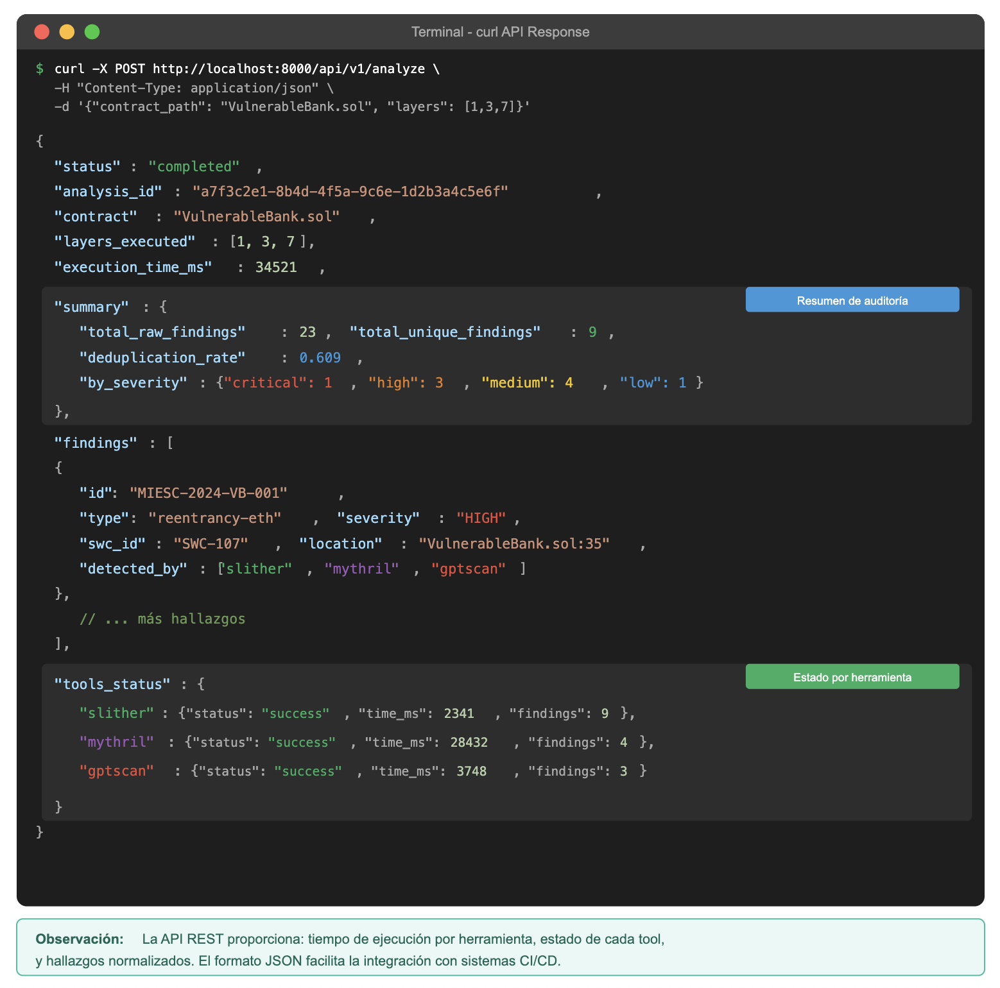 Terminal - curl API Response
$ curl -X POST http://localhost:8000/api/v1/analyze \
-H "Content-Type: application/json" \
-d '{"contract_path": "VulnerableBank.sol", "layers": [1,3,7]}'
{
"status" : "completed" ,
"analysis_id" : "a7f3c2e1-8b4d-4f5a-9c6e-1d2b3a4c5e6f" ,
"contract" : "VulnerableBank.sol" ,
"layers_executed" : [1, 3, 7 ],
"execution_time_ms" : 34521 ,
Resumen de auditoría
"summary" : {
"total_raw_findings" : 23 , "total_unique_findings" : 9 ,
"deduplication_rate" : 0.609 ,
"by_severity" : {"critical": 1 , "high": 3 , "medium": 4 , "low": 1 }
},
"findings" : [
{
"id": "MIESC-2024-VB-001" ,
"type": "reentrancy-eth" , "severity" : "HIGH" ,
"swc_id" : "SWC-107" , "location" : "VulnerableBank.sol:35" ,
"detected_by" : ["slither" , "mythril" , "gptscan" ]
},
// ... más hallazgos
],
Estado por herramienta
"tools_status" : {
"slither" : {"status": "success" , "time_ms": 2341 , "findings": 9 },
"mythril" : {"status": "success" , "time_ms": 28432 , "findings": 4 },
"gptscan" : {"status": "success" , "time_ms": 3748 , "findings": 3 }
}
}
Observación: La API REST proporciona: tiempo de ejecución por herramienta, estado de cada tool,
y hallazgos normalizados. El formato JSON facilita la integración con sistemas CI/CD.